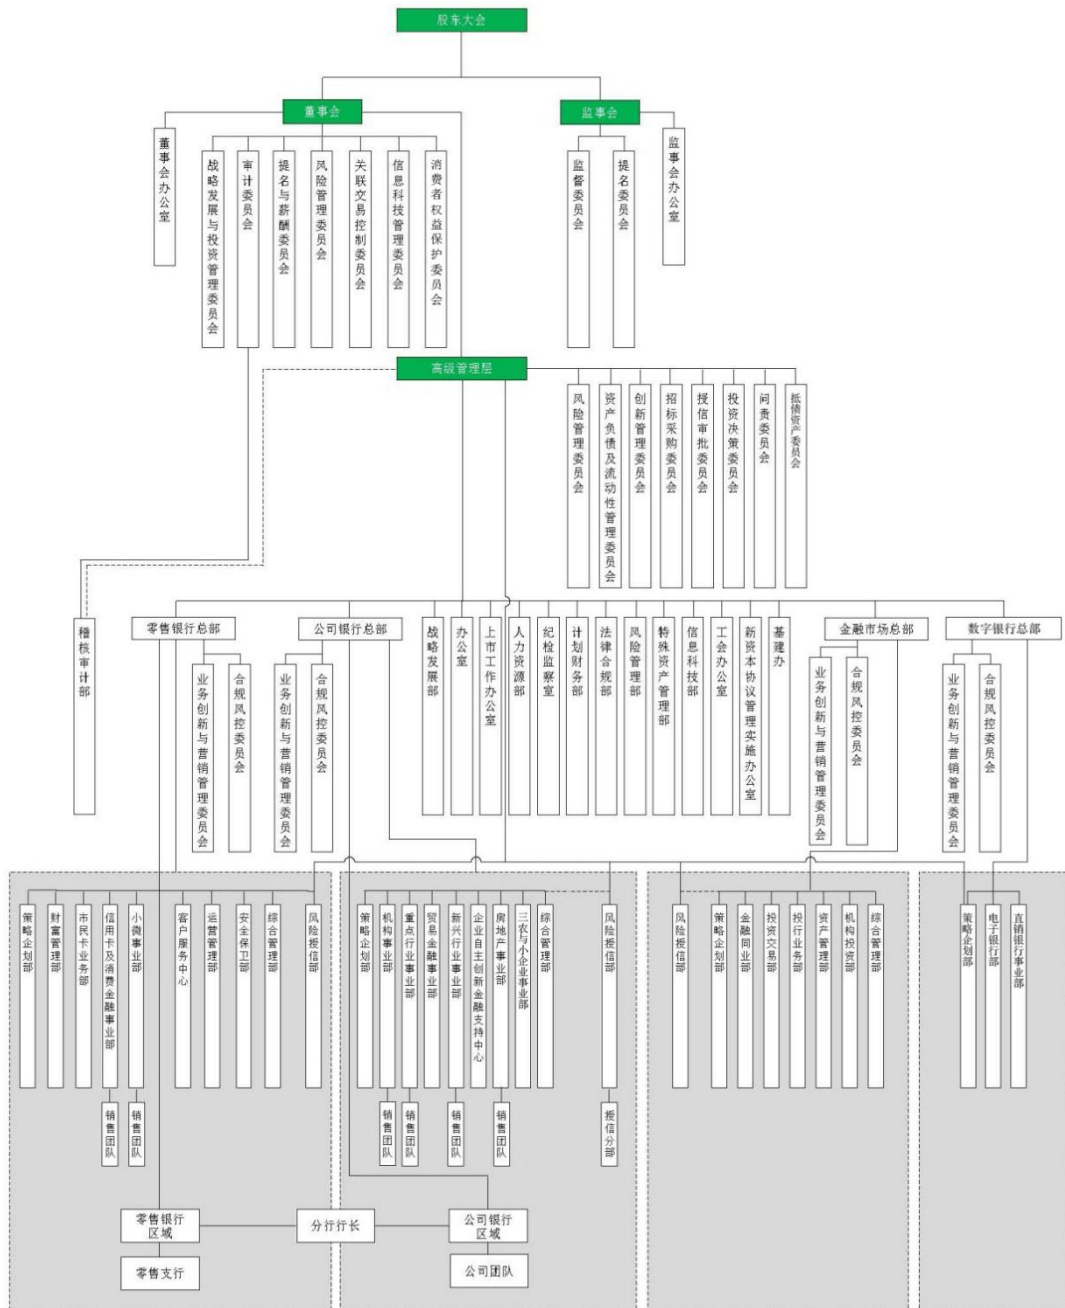 股东大会
董事会
监事会
董事会办公室
战略发展与投资管理委员会
审计委员会
提名与薪酬委员会
风险管理委员会
关联交易控制委员会
信息科技管理委员会
消费者权益保护委员会
监督委员会
提名委员会
监事会办公室
高级管理层
风险管理委员会
资产负债及流动性管理委员会
创新管理委员会
招标采购委员会
授信审批委员会
投资决策委员会
问责委员会
抵债资产委员会
稽核审计部
零售银行总部
公司银行总部
战略发展部
办公室
上市工作办公室
人力资源部
纪检监察室
计划财务部
法律合规部
风险管理部
特殊资产管理部
信息科技部
工会办公室
新资本协议管理实施办公室
基建办
金融市场总部
数字银行总部
业务创新与营销管理委员会
合规风控委员会
业务创新与营销管理委员会
合规风控委员会
业务创新与营销管理委员会
合规风控委员会
业务创新与营销管理委员会
合规风控委员会
策略企划部
财富管理部
市民卡业务部
信用卡及消费金融事业部
小微事业部
客户服务中心
运营管理部
安全保卫部
综合管理部
风险授信部
策略企划部
机构事业部
重点行业事业部
贸易金融事业部
新兴行业事业部
企业自主创新金融支持中心
房地产事业部
三农与小企业事业部
综合管理部
风险授信部
风险授信部
策略企划部
金融同业部
投资交易部
投行业务部
资产管理部
机构投资部
综合管理部
策略企划部
电子银行部
直销银行事业部
销售团队
销售团队
销售团队
销售团队
销售团队
销售团队
授信分部
零售银行
区域
分行行长
公司银行
区域
零售支行
公司团队